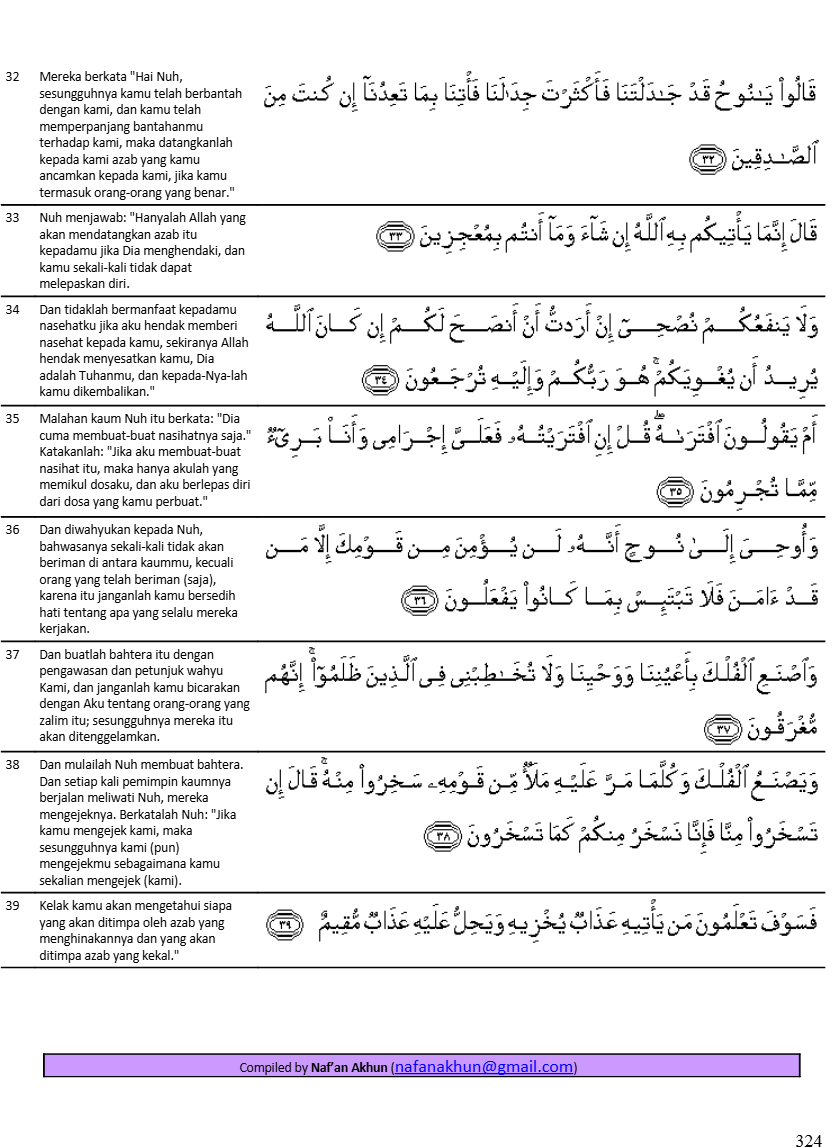 32 Mereka berkata "Hai Nuh,
sesungguhnya kamu telah berbantah
dengan kami, dan kamu telah
memperpanjang bantahanmu
terhadap kami, maka datangkanlah
kepada kami azab yang kamu
ancamkan kepada kami, jika kamu
termasuk orang-orang yang benar."
قَالُوا۟ يَـٰنُوحُ قَدْ جَـٰدَلْتَنَا فَأَكْثَرْتَ جِدَٰلَنَا فَأْتِنَا بِمَا تَعِدُنَآ إِن كُنتَ مِنَ
ٱلصَّـٰدِقِينَ ٣٢
33 Nuh menjawab: "Hanyalah Allah yang
akan mendatangkan azab itu
kepadamu jika Dia menghendaki, dan
kamu sekali-kali tidak dapat
melepaskan diri.
قَالَ إِنَّمَا يَأْتِيكُم بِهِ ٱللَّهُ إِن شَآءَ وَمَآ أَنتُم بِمُعْجِزِينَ ٣٣
34 Dan tidaklah bermanfaat kepadamu
nasehatku jika aku hendak memberi
nasehat kepada kamu, sekiranya Allah
hendak menyesatkan kamu, Dia
adalah Tuhanmu, dan kepada-Nya-lah
kamu dikembalikan."
وَلَا يَنفَعُكُمْ نُصْحِىٓ إِنْ أَرَدتُّ أَنْ أَنصَحَ لَكُمْ إِن كَانَ ٱللَّهُ
يُرِيدُ أَن يُغْوِيَكُمْ ۚ هُوَ رَبُّكُمْ وَإِلَيْهِ تُرْجَعُونَ ٣٤
35 Malahan kaum Nuh itu berkata: "Dia
cuma membuat-buat nasihatnya saja."
Katakanlah: "Jika aku membuat-buat
nasihat itu, maka hanya akulah yang
memikul dosaku, dan aku berlepas diri
dari dosa yang kamu perbuat."
أَمْ يَقُولُونَ ٱفْتَرَىٰهُ ۖ قُلْ إِنِ ٱفْتَرَيْتُهُۥ فَعَلَىَّ إِجْرَامِى وَأَنَا۠ بَرِىٓءٌ
مِّمَّا تُجْرِمُونَ ٣٥
36 Dan diwahyukan kepada Nuh,
bahwasanya sekali-kali tidak akan
beriman di antara kaummu, kecuali
orang yang telah beriman (saja),
karena itu janganlah kamu bersedih
hati tentang apa yang selalu mereka
kerjakan.
وَأُوحِىَ إِلَىٰ نُوحٍ أَنَّهُۥ لَن يُؤْمِنَ مِن قَوْمِكَ إِلَّا مَن
قَدْ ءَامَنَ فَلَا تَبْتَئِسْ بِمَا كَانُوا۟ يَفْعَلُونَ ٣٦
37 Dan buatlah bahtera itu dengan
pengawasan dan petunjuk wahyu
Kami, dan janganlah kamu bicarakan
dengan Aku tentang orang-orang yang
zalim itu; sesungguhnya mereka itu
akan ditenggelamkan.
وَٱصْنَعِ ٱلْفُلْكَ بِأَعْيُنِنَا وَوَحْيِنَا وَلَا تُخَـٰطِبْنِى فِى ٱلَّذِينَ ظَلَمُوٓا۟ ۚ إِنَّهُم
مُّغْرَقُونَ ٣٧
38 Dan mulailah Nuh membuat bahtera.
Dan setiap kali pemimpin kaumnya
berjalan meliwati Nuh, mereka
mengejeknya. Berkatalah Nuh: "Jika
kamu mengejek kami, maka
sesungguhnya kami (pun)
mengejekmu sebagaimana kamu
sekalian mengejek (kami).
وَيَصْنَعُ ٱلْفُلْكَ وَكُلَّمَا مَرَّ عَلَيْهِ مَلَأٌ مِّن قَوْمِهِۦ سَخِرُوا۟ مِنْهُ ۚ قَالَ إِن
تَسْخَرُوا۟ مِنَّا فَإِنَّا نَسْخَرُ مِنكُمْ كَمَا تَسْخَرُونَ ٣٨
39 Kelak kamu akan mengetahui siapa
yang akan ditimpa oleh azab yang
menghinakannya dan yang akan
ditimpa azab yang kekal."
فَسَوْفَ تَعْلَمُونَ مَن يَأْتِيهِ عَذَابٌ يُخْزِيهِ وَيَحِلُّ عَلَيْهِ عَذَابٌ مُّقِيمٌ ٣٩
Compiled by Naf’an Akhun (nafanakhun@gmail.com)
324